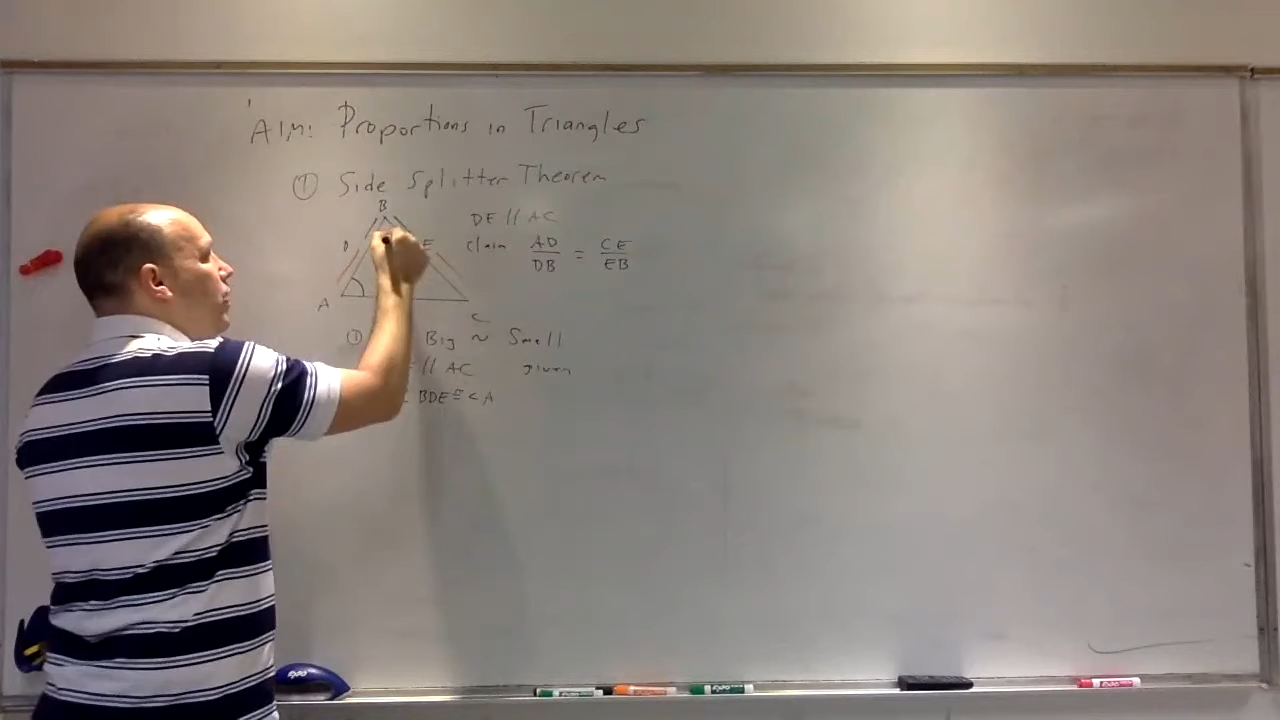 AIM: Proportions in Triangles
① Side Splitter Theorem
B
DE // AC
D
E
Claim AD/DB = CE/EB
A
C
① Big ~ Small
// AC given
BDE ≅ < A
expo